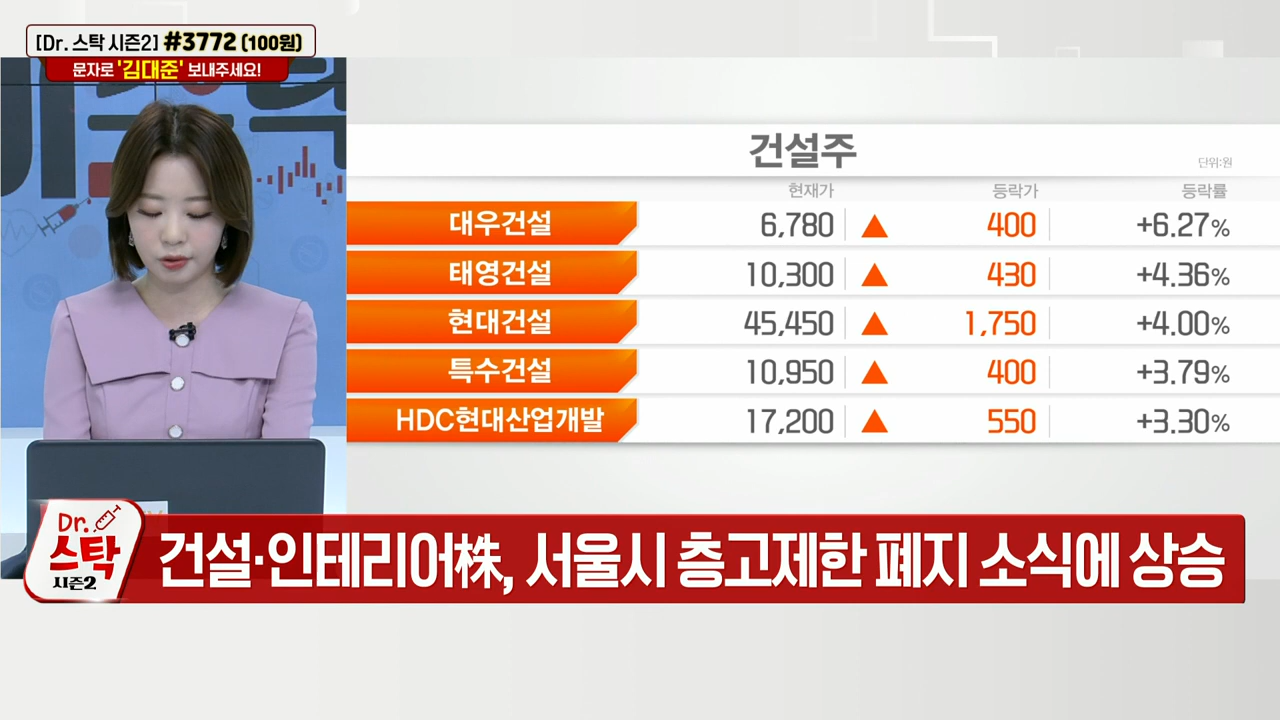 [Dr. 스탁 시즌2] #3772 (100원)
문자로 '김대준' 보내주세요!
건설주
단위:원
현재가 등락가 등락률
대우건설 6,780 ▲ 400 +6.27%
태영건설 10,300 ▲ 430 +4.36%
현대건설 45,450 ▲ 1,750 +4.00%
특수건설 10,950 ▲ 400 +3.79%
HDC현대산업개발 17,200 ▲ 550 +3.30%
Dr.
스탁
시즌2
건설·인테리어株, 서울시 층고제한 폐지 소식에 상승